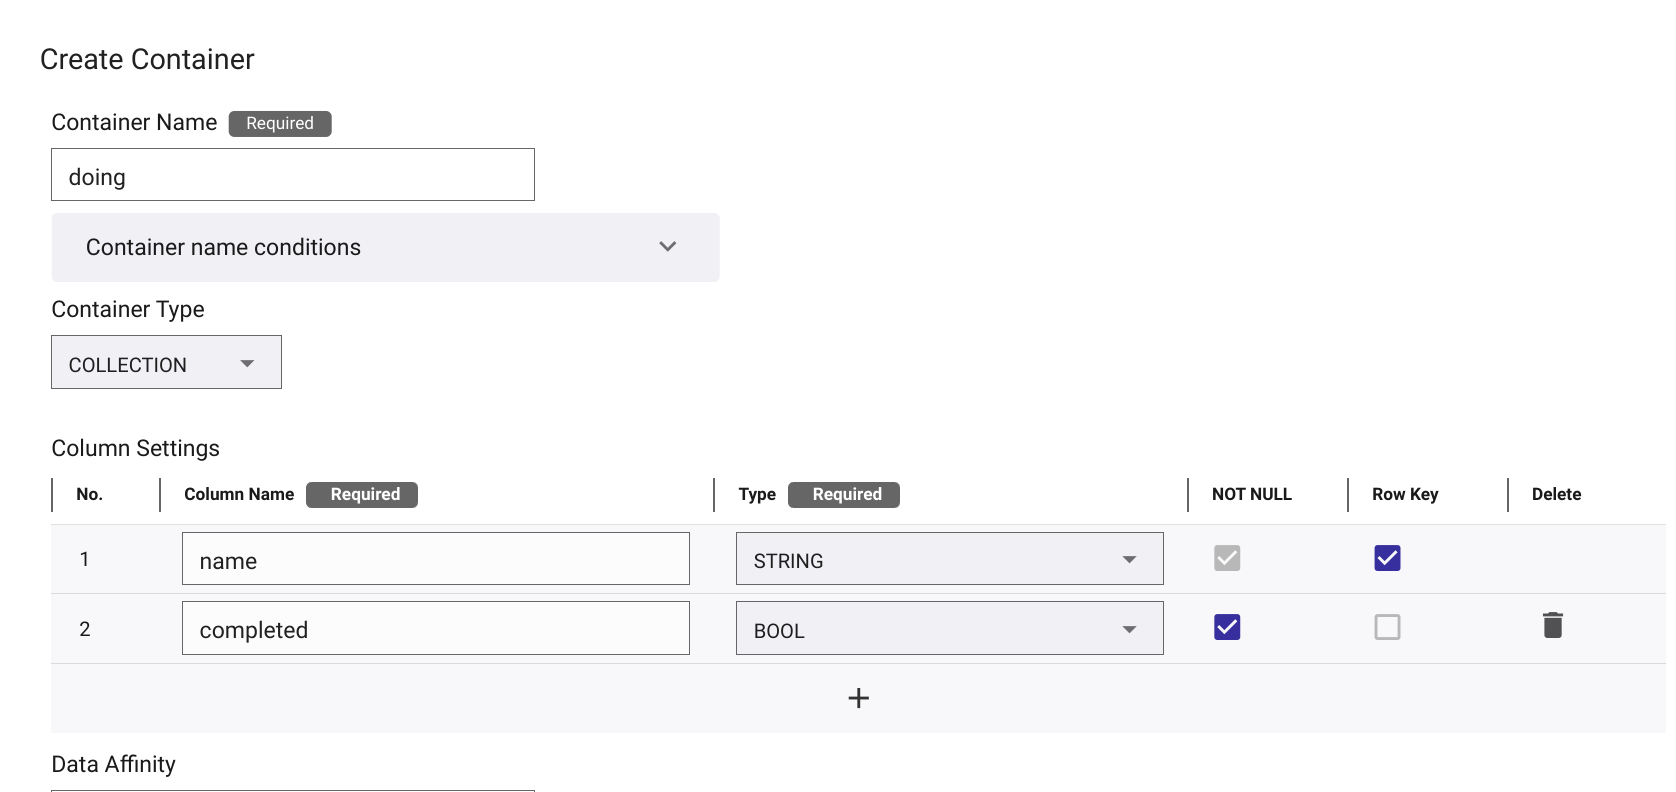 Create Container
Container Name Required
doing
Container name conditions
Container Type
COLLECTION
Column Settings
No. Column Name Required Type Required NOT NULL Row Key Delete
1 name STRING
2 completed BOOL
+
Data Affinity